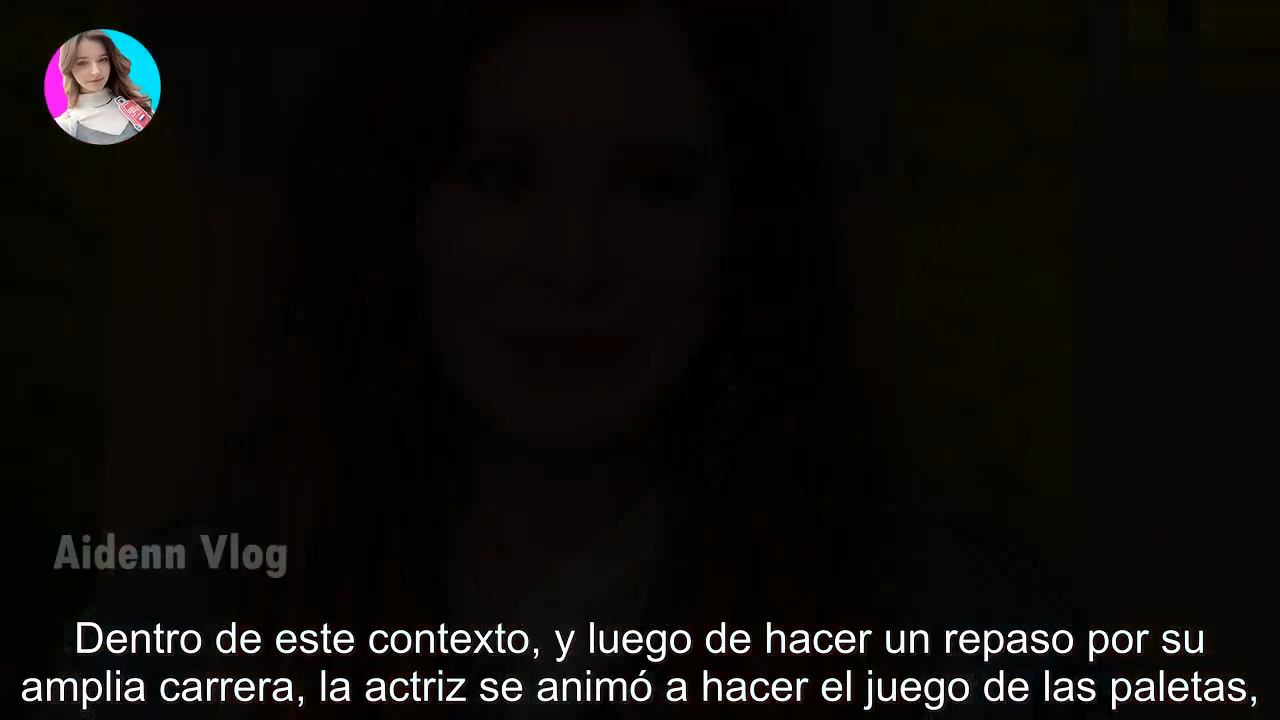 Aidenn Vlog
Dentro de este contexto, y luego de hacer un repaso por su
amplia carrera, la actriz se animó a hacer el juego de las paletas,